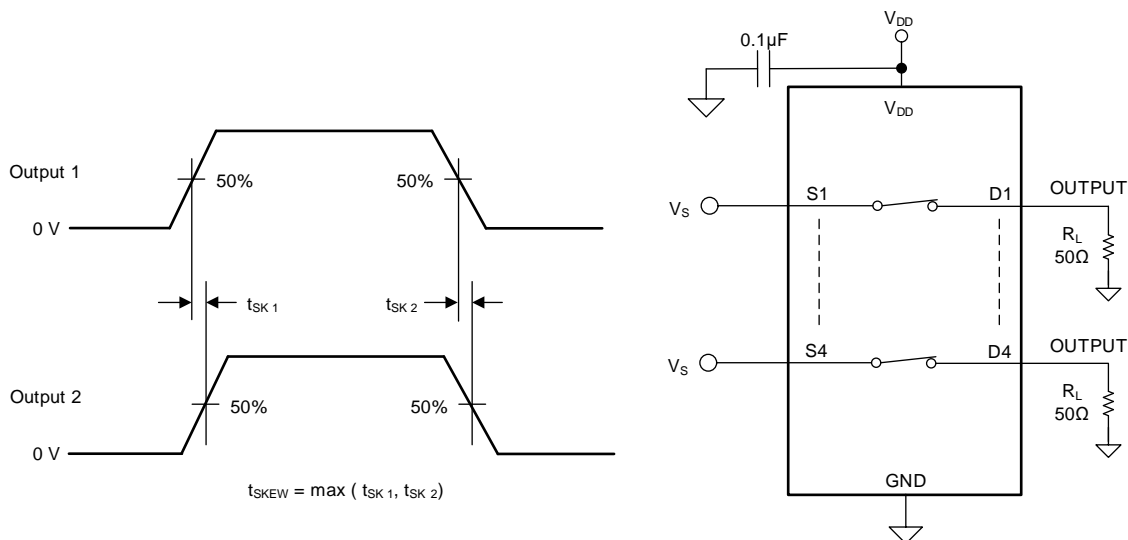 Output 1
50%
50%
0 V
tSK 1
tSK 2
Output 2
50%
50%
0 V
tSKEW = max ( tSK 1, tSK 2)
VDD
0.1µF
VDD
VS
S1
D1
OUTPUT
RL
50Ω
VS
S4
D4
OUTPUT
RL
50Ω
GND